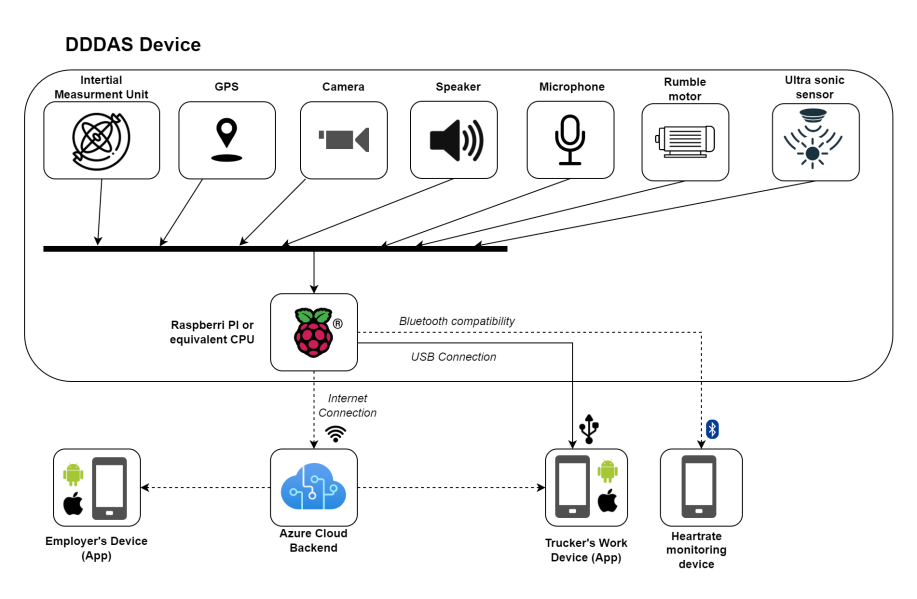 DDDAS Device
Intertial
Measurment Unit
GPS
Camera
Speaker
Microphone
Rumble
motor
Ultra sonic
sensor
Raspberri PI or
equivalent CPU
®
Bluetooth compatibility
USB Connection
Internet
Connection
Employer's Device
(App)
Azure Cloud
Backend
Trucker's Work
Device (App)
Heartrate
monitoring
device